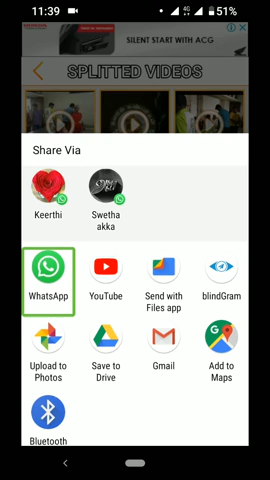 11:39
4G
51%
SILENT START WITH ACG
SPLITTED VIDEOS
Share Via
Keerthi
Swetha
akka
WhatsApp
YouTube
Send with
Files app
blindGram
Upload to
Photos
Save to
Drive
Gmail
Add to
Maps
Bluetooth